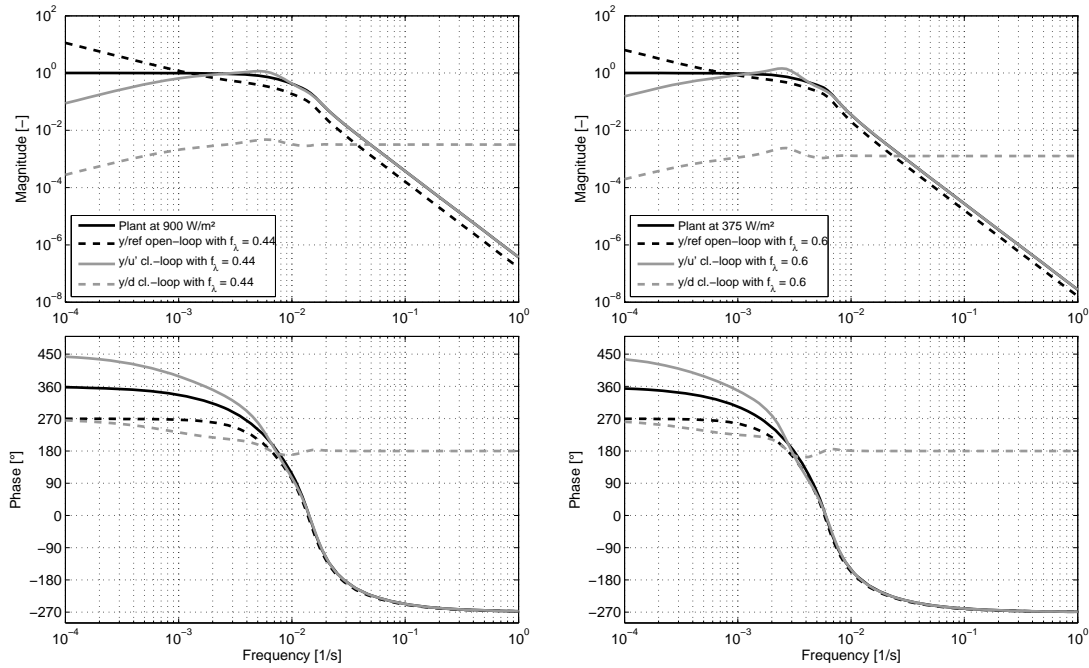 10^2
10^0
10^−2
10^−4
10^−6
10^−8
Magnitude [−]
Plant at 900 W/m²
y/ref open−loop with f_λ = 0.44
y/u' cl.−loop with f_λ = 0.44
y/d cl.−loop with f_λ = 0.44
10^−4 10^−3 10^−2 10^−1 10^0
450
360
270
180
90
0
−90
−180
−270
Phase [°]
10^−4 10^−3 10^−2 10^−1 10^0
Frequency [1/s]
10^2
10^0
10^−2
10^−4
10^−6
10^−8
Magnitude [−]
Plant at 375 W/m²
y/ref open−loop with f_λ = 0.6
y/u' cl.−loop with f_λ = 0.6
y/d cl.−loop with f_λ = 0.6
10^−4 10^−3 10^−2 10^−1 10^0
450
360
270
180
90
0
−90
−180
−270
Phase [°]
10^−4 10^−3 10^−2 10^−1 10^0
Frequency [1/s]